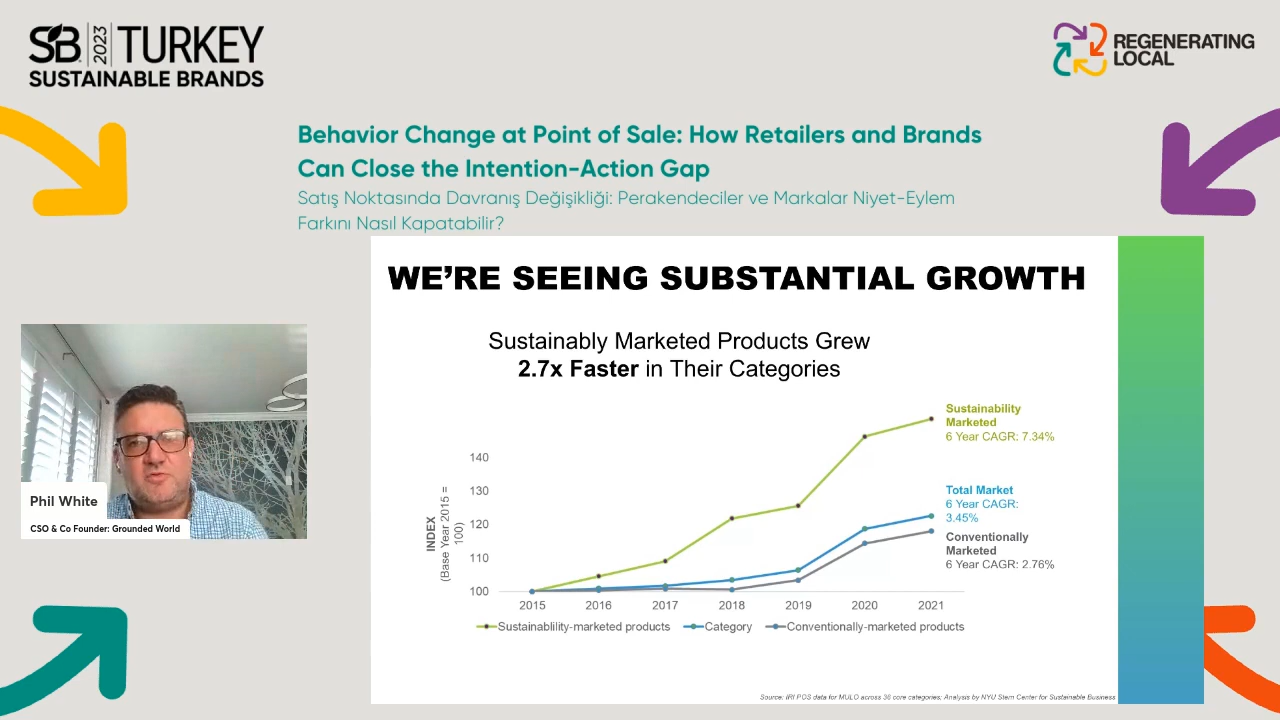 SB 2023 TURKEY
SUSTAINABLE BRANDS
REGENERATING
LOCAL
Behavior Change at Point of Sale: How Retailers and Brands
Can Close the Intention-Action Gap
Satış Noktasında Davranış Değişikliği: Perakendeciler ve Markalar Niyet-Eylem
Farkını Nasıl Kapatabilir?
WE'RE SEEING SUBSTANTIAL GROWTH
Sustainably Marketed Products Grew
2.7x Faster in Their Categories
Sustainability
Marketed
6 Year CAGR: 7.34%
Total Market
6 Year CAGR:
3.45%
Conventionally
Marketed
6 Year CAGR: 2.76%
INDEX
(Base Year 2015 =
100)
140
130
120
110
100
2015 2016 2017 2018 2019 2020 2021
Sustainablility-marketed products Category Conventionally-marketed products
Source: IRI POS data for MULO across 36 core categories; Analysis by NYU Stern Center for Sustainable Business
Phil White
CSO & Co Founder: Grounded World